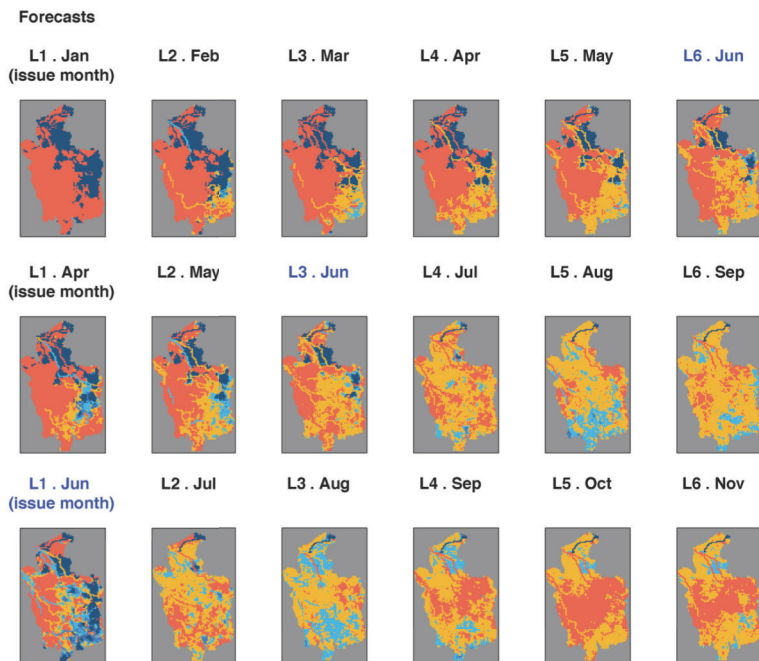 Forecasts
L1 . Jan
(issue month)
L2 . Feb
L3 . Mar
L4 . Apr
L5 . May
L6 . Jun
L1 . Apr
(issue month)
L2 . May
L3 . Jun
L4 . Jul
L5 . Aug
L6 . Sep
L1 . Jun
(issue month)
L2 . Jul
L3 . Aug
L4 . Sep
L5 . Oct
L6 . Nov